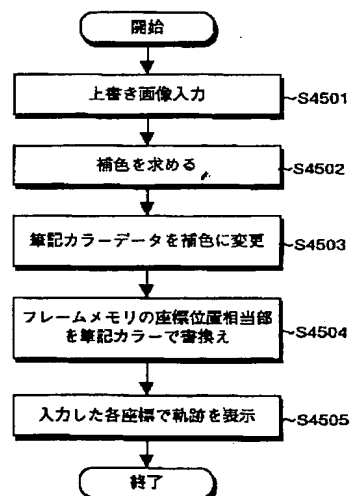 開始
上書き画像入力
~S4501
補色を求める
~S4502
筆記カラーデータを補色に変更
~S4503
フレームメモリの座標位置相当部
を筆記カラーで書換え
~S4504
入力した各座標で軌跡を表示
~S4505
終了